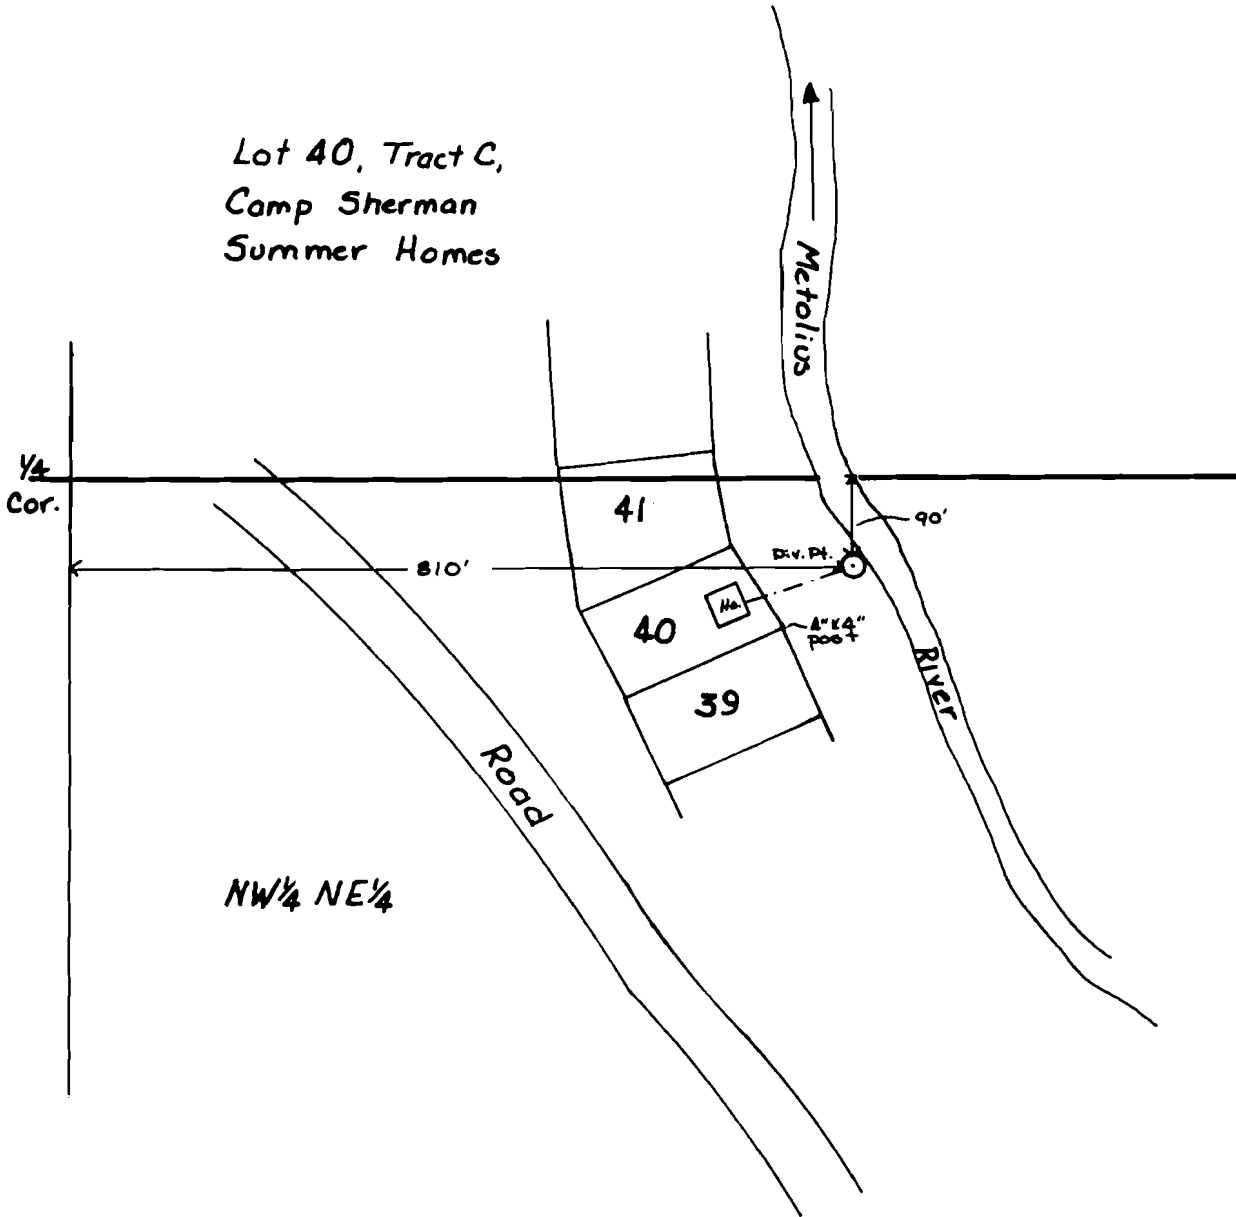 Lot 40, Tract C,
Camp Sherman
Summer Homes
Metolius
1/4
Cor.
41
90'
Div. Pt.
810'
Ho.
40
4"x4"
post
River
39
Road
NW¼ NE¼